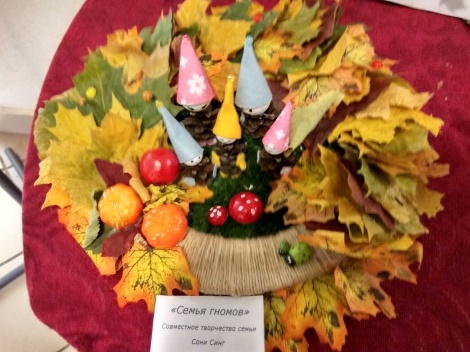 «Семья гномов»
Совместное творчество семьи
Сони Синг